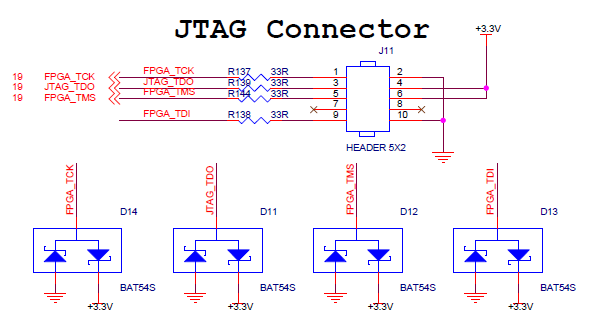 JTAG Connector
+3.3V
J11
19 FPGA_TCK FPGA_TCK R137 33R 1 2
19 JTAG_TDO JTAG_TDO R139 33R 3 4
19 FPGA_TMS FPGA_TMS R144 33R 5 6
7 8
FPGA_TDI R138 33R 9 10
HEADER 5X2
FPGA_TCK JTAG_TDO FPGA_TMS FPGA_TDI
D14 D11 D12 D13
BAT54S BAT54S BAT54S BAT54S
+3.3V +3.3V +3.3V +3.3V